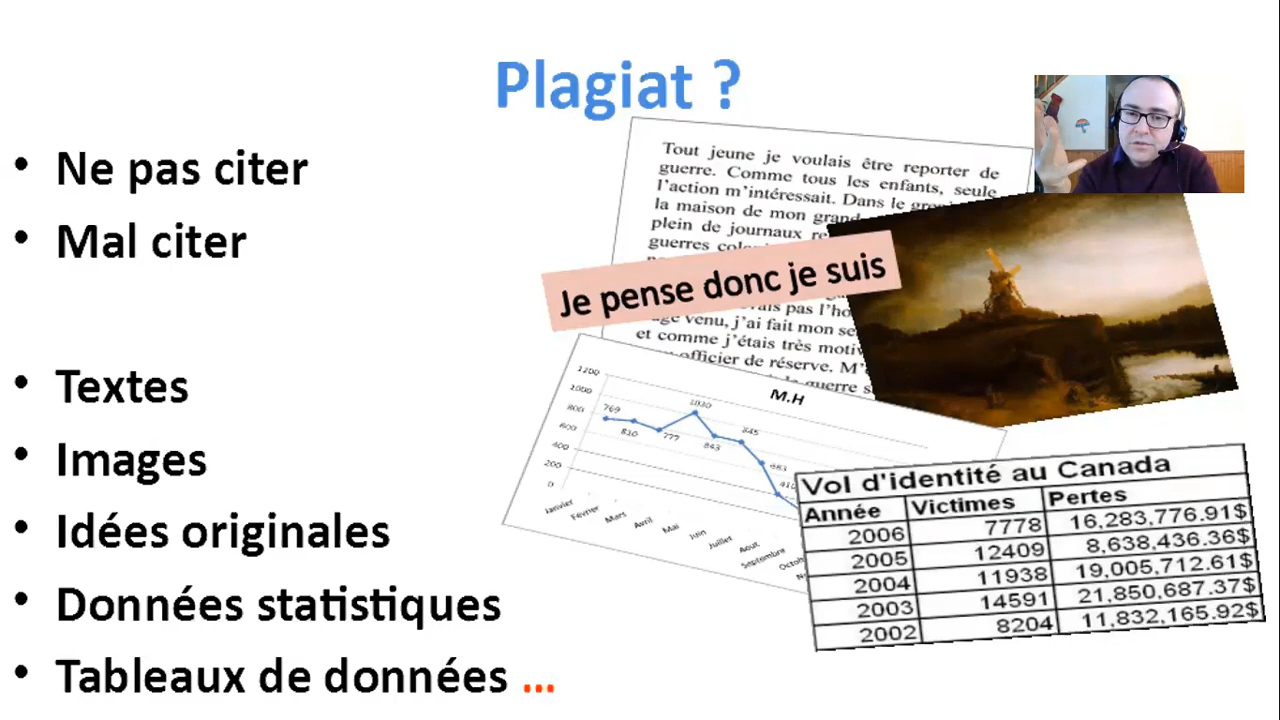 Plagiat ?
• Ne pas citer
• Mal citer
• Textes
• Images
• Idées originales
• Données statistiques
• Tableaux de données ...
Tout jeune je voulais être reporter de
guerre. Comme tous les enfants, seule
l'action m'intéressait. Dans le
la maison de mon grand
plein de journaux
guerres
Je pense donc je suis
pas
venu, j'ai fait mon
et comme j'étais très
officier de réserve. M'
guerre
M.H
1200
1000
800
600
400
200
0
769
810
777
1030
843
845
683
410
Janvier
Février
Mars
Avril
Mai
Juin
Juillet
Aout
Septembre
Vol d'identité au Canada
Année Victimes Pertes
2006 7778 16,283,776.91$
2005 12409 8,638,436.36$
2004 11938 19,005,712.61$
2003 14591 21,850,687.37$
2002 8204 11,832,165.92$